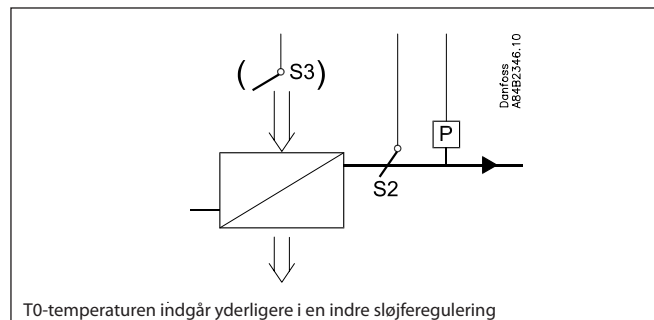 ( S3)
Danfoss
A84B2346.10
P
S2
T0-temperaturen indgår yderligere i en indre sløjferegulering